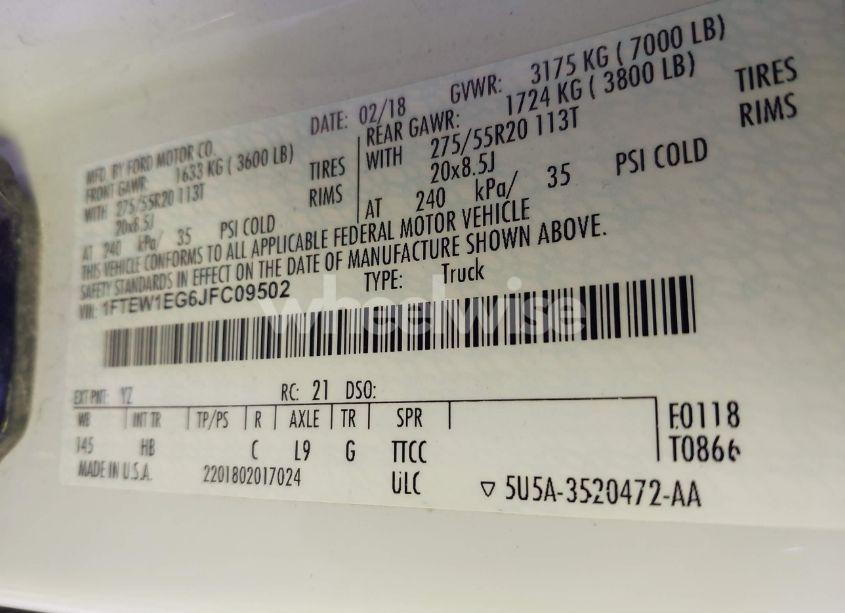 MFD. BY FORD MOTOR CO. DATE: 02/18 GVWR: 3175 KG ( 7000 LB)
FRONT GAWR: 1633 KG ( 3600 LB) REAR GAWR: 1724 KG ( 3800 LB)
WITH 275/55R20 113T TIRES WITH 275/55R20 113T TIRES
20x8.5J RIMS 20x8.5J RIMS
AT 240 kPa/ 35 PSI COLD AT 240 kPa/ 35 PSI COLD
THIS VEHICLE CONFORMS TO ALL APPLICABLE FEDERAL MOTOR VEHICLE
SAFETY STANDARDS IN EFFECT ON THE DATE OF MANUFACTURE SHOWN ABOVE.
VIN: 1FTEW1EG6JFC09502 TYPE: Truck
wheelwise
EXT PNT: YZ RC: 21 DSO:
WB INT TR TP/PS R AXLE TR SPR
145 HB C L9 G TTCC
F0118
T0866
MADE IN U.S.A. 2201802017024 ULC ▽ 5U5A-3520472-AA